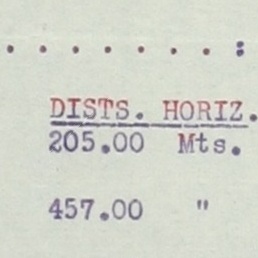 . . . . . . . :
DISTS. HORIZ.
205.00 Mts.
457.00 "